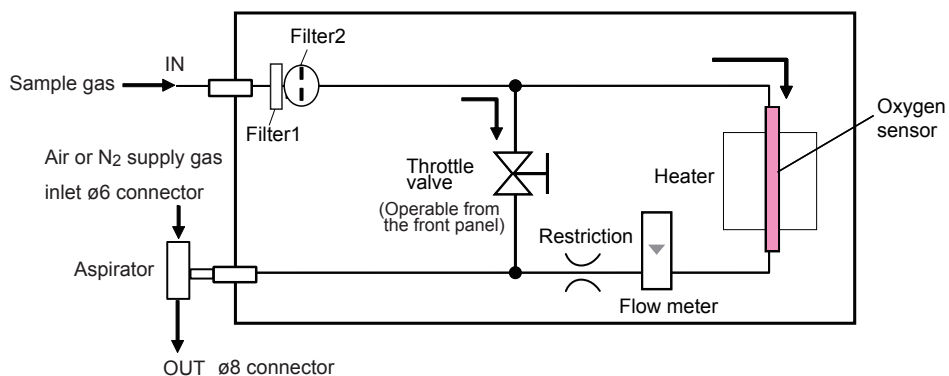 Filter2
IN
Sample gas
Filter1
Oxygen
sensor
Air or N2 supply gas
inlet ø6 connector
Throttle
valve
(Operable from
the front panel)
Heater
Restriction
Aspirator
Flow meter
OUT ø8 connector